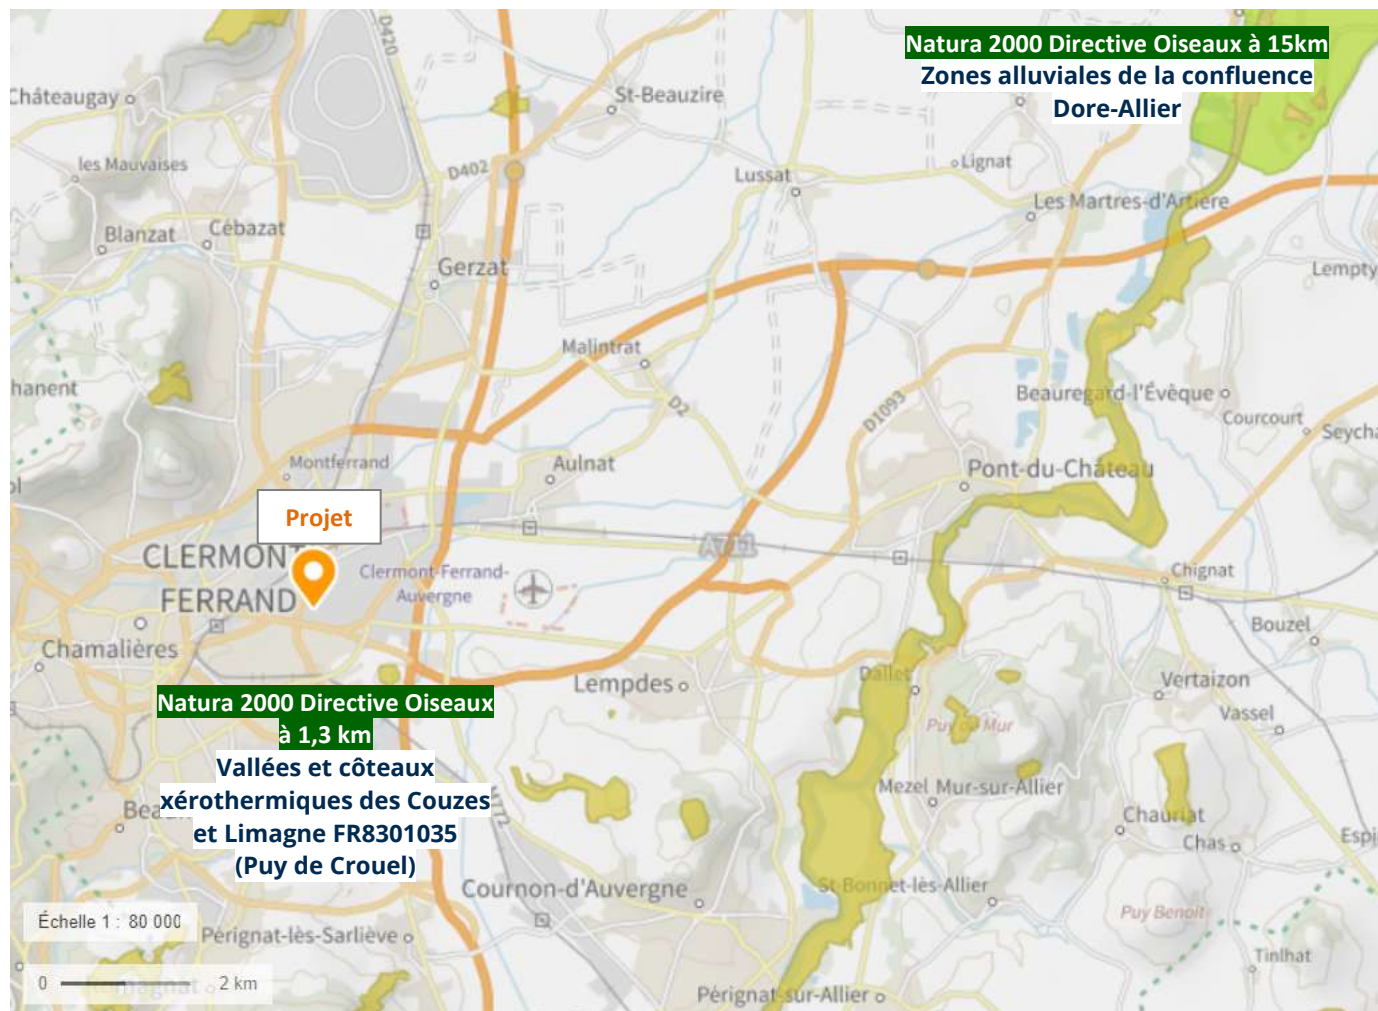 Natura 2000 Directive Oiseaux à 15km
Zones alluviales de la confluence
Dore-Allier
D420
Châteaugay
St-Beauzire
les Mauvaises
D402
Lussat
Lignat
Les Martres-d'Artière
Blanzat
Cébazat
Gerzat
Lempty
Malintrat
hanent
D2
D1093
Beauregard-l'Évêque
Courcourt
Seycha
Montferrand
Aulnat
Pont-du-Château
Projet
CLERMONT
FERRAND
A711
Clermont-Ferrand-
Auvergne
Chignat
Chamalières
Bouzel
Lempdes
Dallet
Vertaizon
Vassel
Puy de Mur
Natura 2000 Directive Oiseaux
à 1,3 km
Vallées et côteaux
xérothermiques des Couzes
et Limagne FR8301035
(Puy de Crouel)
Mezel
Mur-sur-Allier
Chauriat
Chas
Espi
Bea
Cournon-d'Auvergne
St-Bonnet-lès-Allier
Puy Benoit
Échelle 1 : 80 000
Pérignat-lès-Sarliève
Tinlhat
0
2 km
Pérignat-sur-Allier